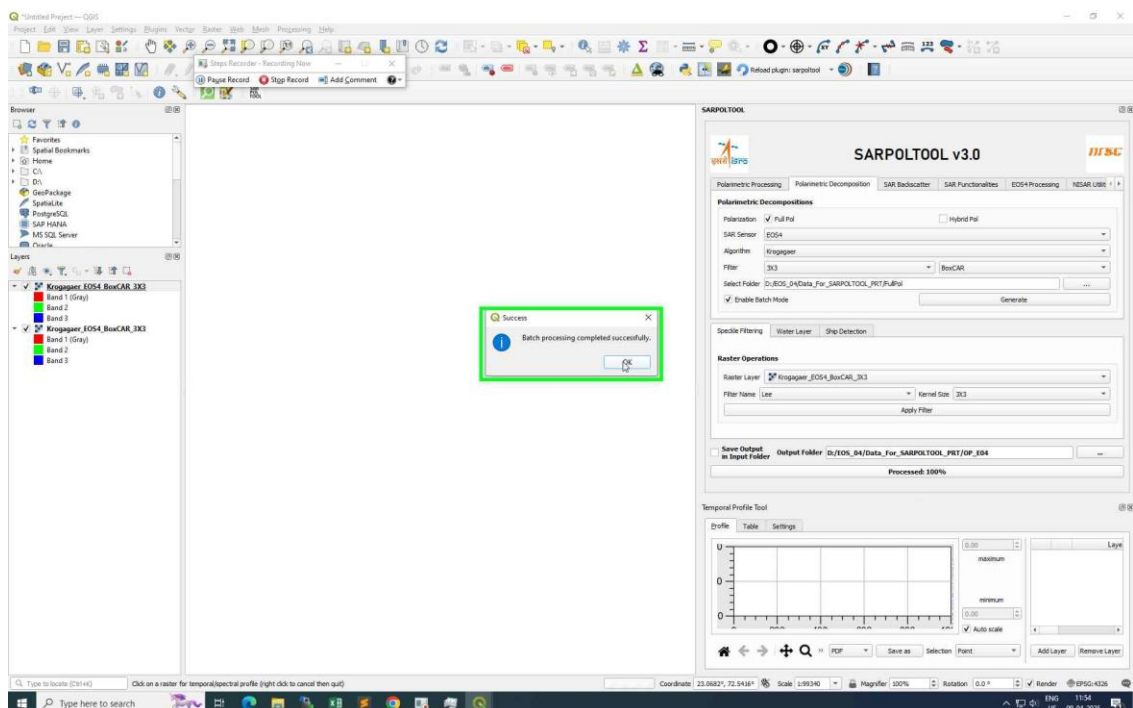 *Untitled Project — QGIS
Project Edit View Layer Settings Plugins Vector Raster Web Mesh Processing Help
Steps Recorder - Recording Now
Pause Record Stop Record Add Comment
Reload plugin: sarpoltool
Browser
Favorites
Spatial Bookmarks
Home
C:\
D:\
GeoPackage
SpatiaLite
PostgreSQL
SAP HANA
MS SQL Server
Oracle
Layers
Krogagaer_EOS4_BoxCAR_3X3
Band 1 (Gray)
Band 2
Band 3
Krogagaer_EOS4_BoxCAR_3X3
Band 1 (Gray)
Band 2
Band 3
Success
Batch processing completed successfully.
OK
SARPOLTOOL
SARPOLTOOL v3.0
Polarimetric Processing Polarimetric Decomposition SAR Backscatter SAR Functionalities EOS4 Processing NISAR Utilit
Polarimetric Decompositions
Polarization Full Pol Hybrid Pol
SAR Sensor EOS4
Algorithm Krogagaer
Filter 3X3 BoxCAR
Select Folder D:/EOS_04/Data_For_SARPOLTOOL_PRT/FullPol ...
Enable Batch Mode Generate
Speckle Filtering Water Layer Ship Detection
Raster Operations
Raster Layer Krogagaer_EOS4_BoxCAR_3X3
Filter Name Lee Kernel Size 3X3
Apply Filter
Save Output in Input Folder Output Folder D:/EOS_04/Data_For_SARPOLTOOL_PRT/OP_E04 ...
Processed: 100%
Temporal Profile Tool
Profile Table Settings
0
0
0
0.00
maximum
minimum
0.00
Auto scale
Laye
PDF Save as Selection Point Add Layer Remove Layer
Type to locate (Ctrl+K) Click on a raster for temporal/spectral profile (right click to cancel then quit) Coordinate 23.0682°, 72.5416° Scale 1:99340 Magnifier 100% Rotation 0.0 ° Render EPSG:4326
Type here to search ENG 11:54